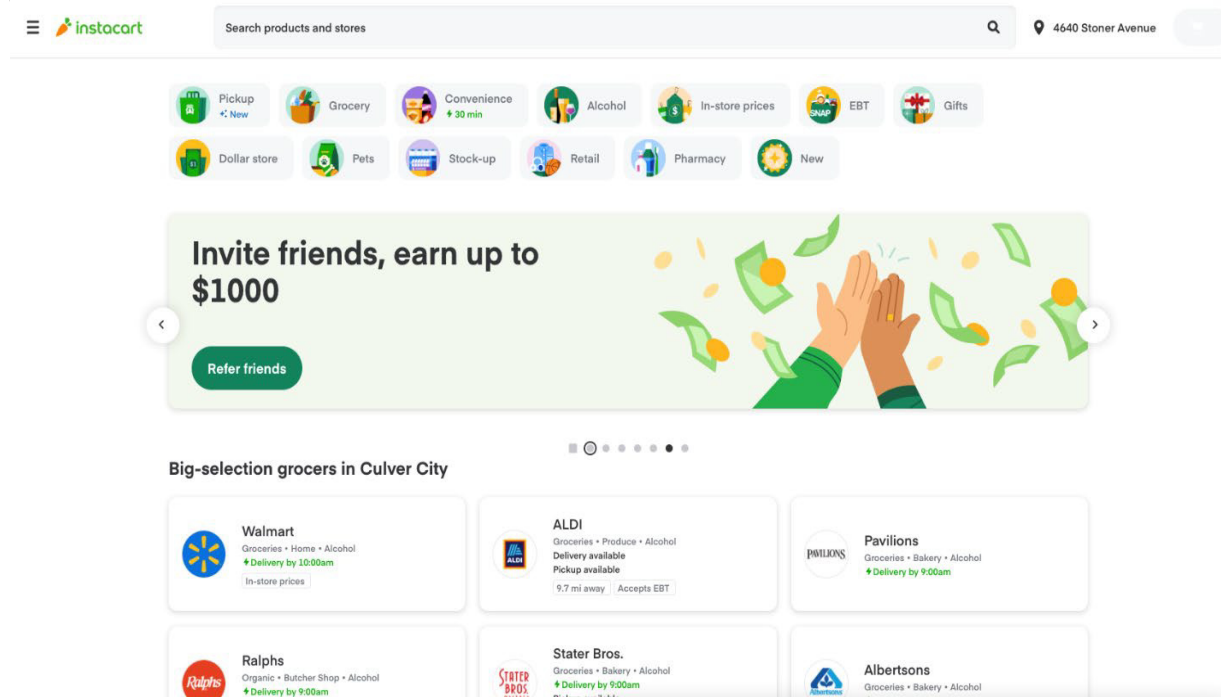 instacart
Search products and stores
4640 Stoner Avenue
Pickup
New
Grocery
Convenience
30 min
Alcohol
In-store prices
SNAP
EBT
Gifts
Dollar store
Pets
Stock-up
Retail
Pharmacy
New
Invite friends, earn up to
$1000
Refer friends
Big-selection grocers in Culver City
Walmart
Groceries • Home • Alcohol
Delivery by 10:00am
In-store prices
ALDI
ALDI
Groceries • Produce • Alcohol
Delivery available
Pickup available
9.7 mi away
Accepts EBT
PAVILIONS
Pavilions
Groceries • Bakery • Alcohol
Delivery by 9:00am
Ralphs
Ralphs
Organic • Butcher Shop • Alcohol
Delivery by 9:00am
STATER
BROS
Stater Bros.
Groceries • Bakery • Alcohol
Delivery by 9:00am
Albertsons
Albertsons
Groceries • Bakery • Alcohol